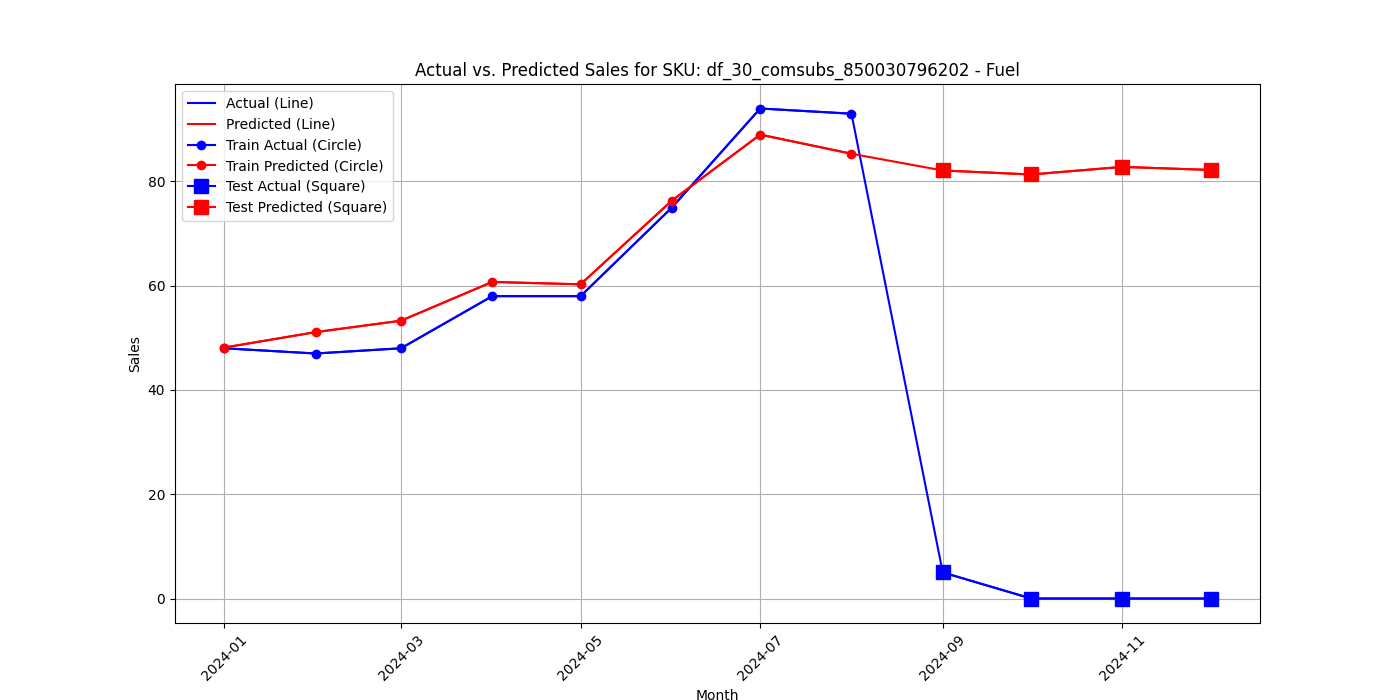 Actual vs. Predicted Sales for SKU: df_30_comsubs_850030796202 - Fuel
Actual (Line)
Predicted (Line)
Train Actual (Circle)
Train Predicted (Circle)
Test Actual (Square)
Test Predicted (Square)
Sales
80
60
40
20
0
2024-01
2024-03
2024-05
2024-07
2024-09
2024-11
Month